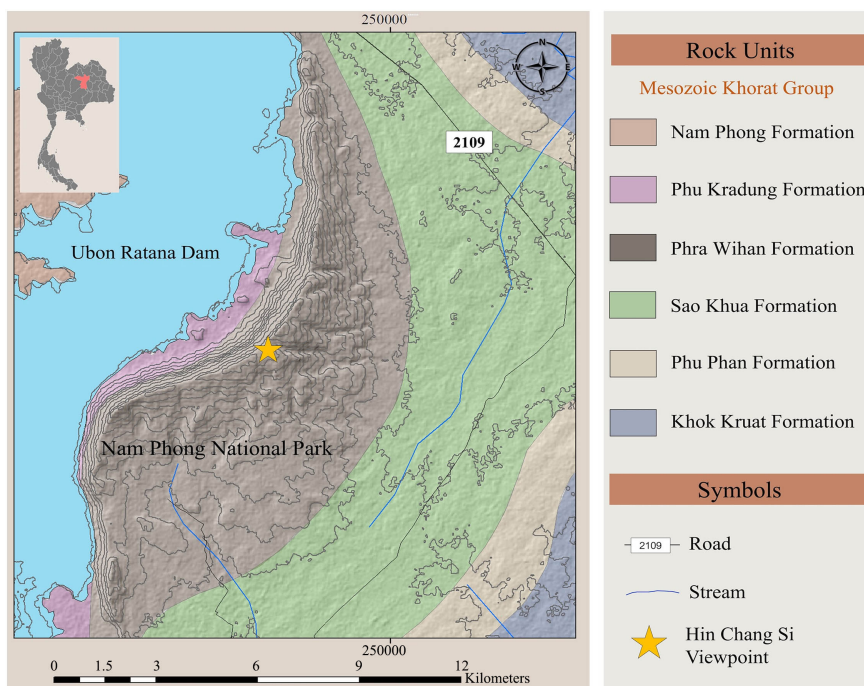 250000
N
W
E
S
2109
Ubon Ratana Dam
Nam Phong National Park
250000
0
1.5
3
6
9
12
Kilometers
Rock Units
Mesozoic Khorat Group
Nam Phong Formation
Phu Kradung Formation
Phra Wihan Formation
Sao Khua Formation
Phu Phan Formation
Khok Kruat Formation
Symbols
2109
Road
Stream
Hin Chang Si
Viewpoint